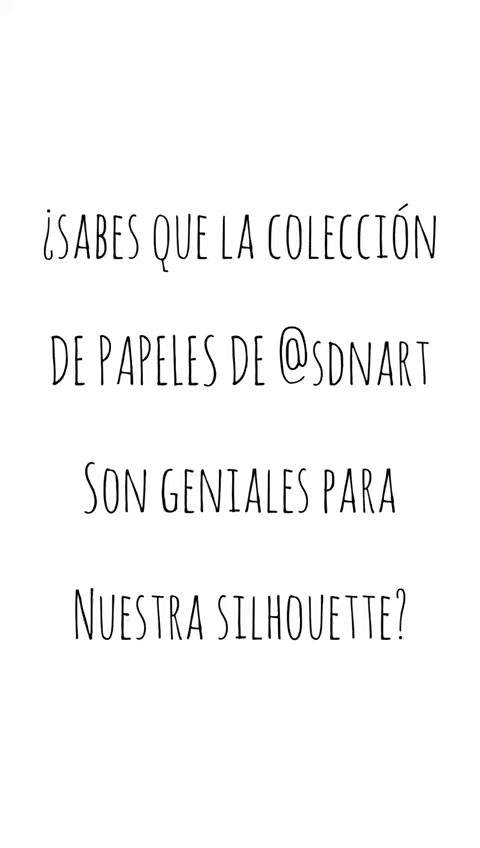 ¿SABES QUE LA COLECCIÓN
DE PAPELES DE @SDNART
SON GENIALES PARA
NUESTRA SILHOUETTE?